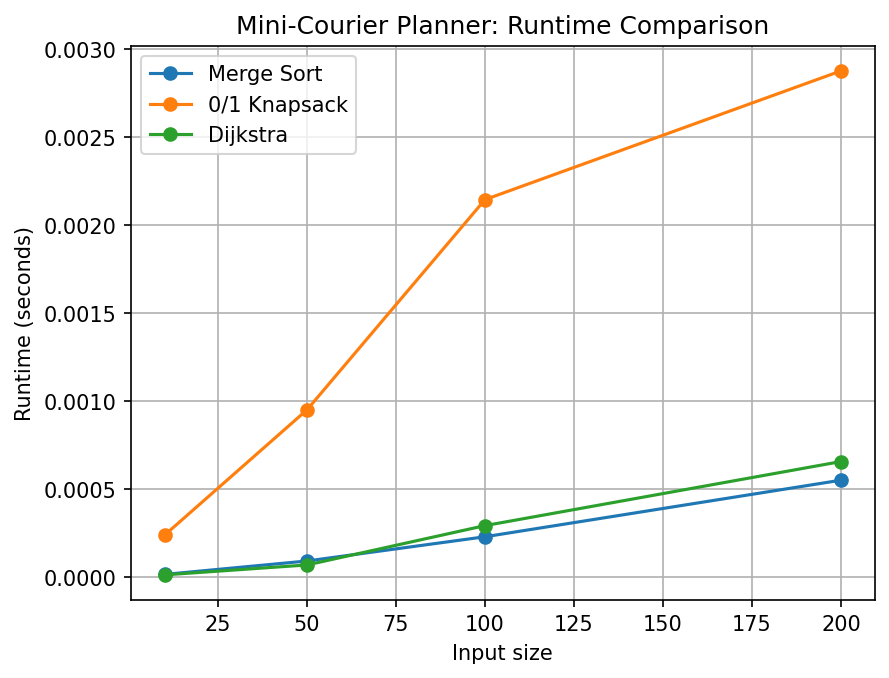 Mini-Courier Planner: Runtime Comparison
Merge Sort
0/1 Knapsack
Dijkstra
Runtime (seconds)
0.0030
0.0025
0.0020
0.0015
0.0010
0.0005
0.0000
25 50 75 100 125 150 175 200
Input size